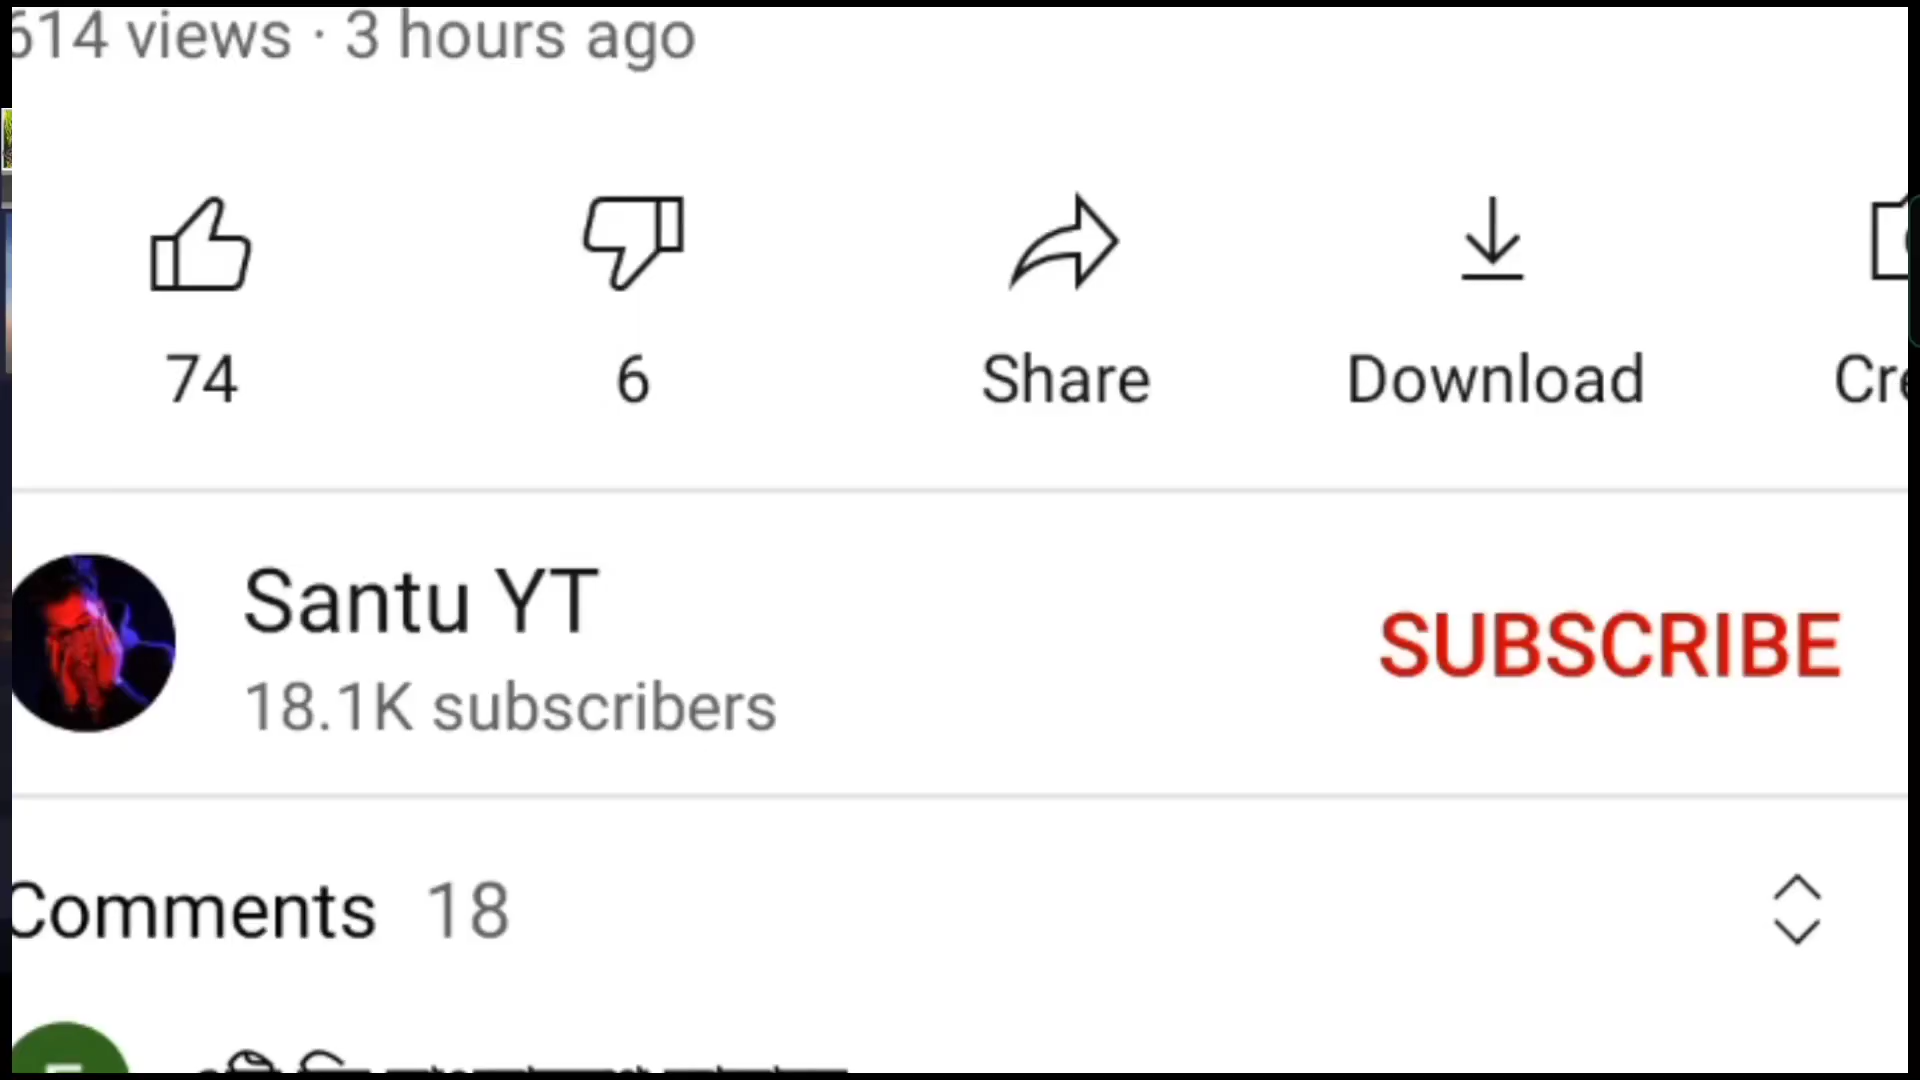 614 views · 3 hours ago
74
6
Share
Download
Santu YT
18.1K subscribers
SUBSCRIBE
Comments 18